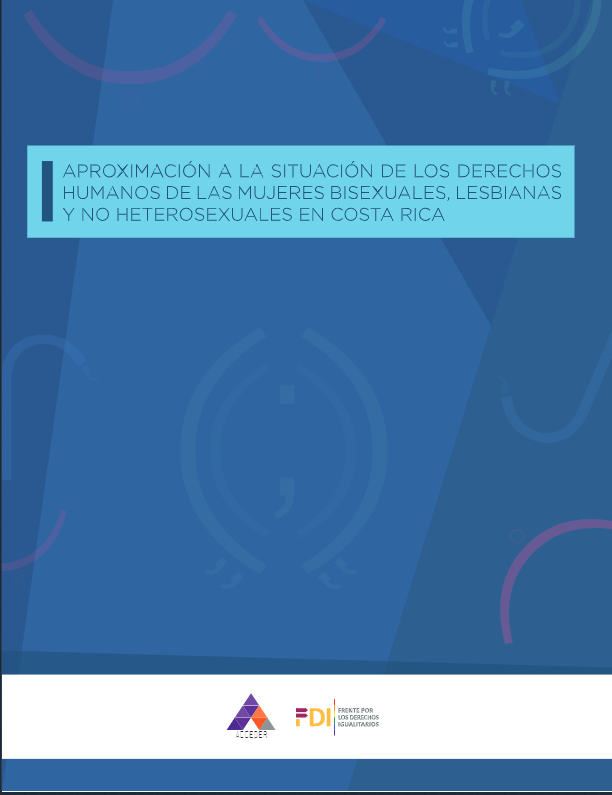 APROXIMACIÓN A LA SITUACIÓN DE LOS DERECHOS
HUMANOS DE LAS MUJERES BISEXUALES, LESBIANAS
Y NO HETEROSEXUALES EN COSTA RICA
ACCEDER
FDI
FRENTE POR
LOS DERECHOS
IGUALITARIOS